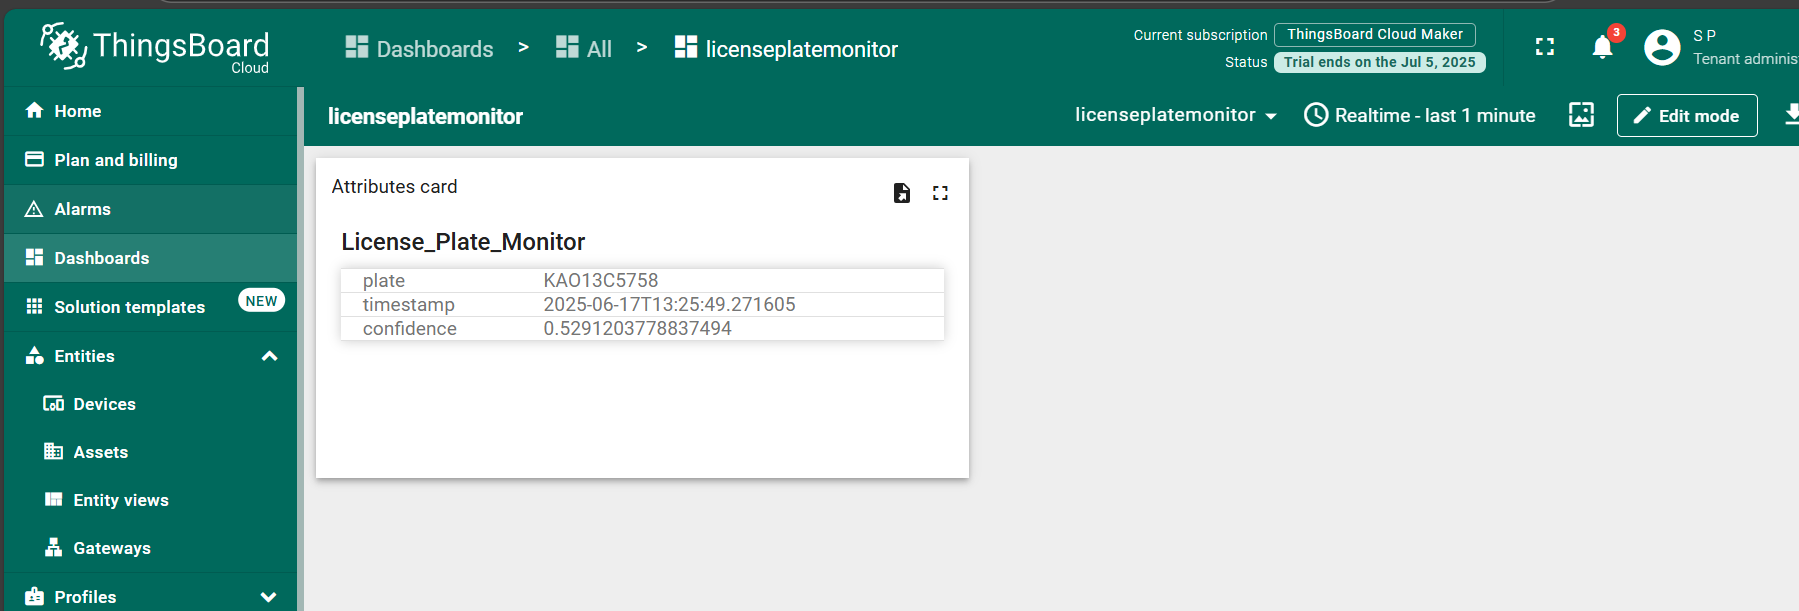 ThingsBoard
Cloud
Dashboards > All > licenseplatemonitor
Current subscription ThingsBoard Cloud Maker
Status Trial ends on the Jul 5, 2025
3
S P
Tenant adminis
Home
Plan and billing
Alarms
Dashboards
Solution templates NEW
Entities
Devices
Assets
Entity views
Gateways
Profiles
licenseplatemonitor
licenseplatemonitor
Realtime - last 1 minute
Edit mode
Attributes card
License_Plate_Monitor
plate KAO13C5758
timestamp 2025-06-17T13:25:49.271605
confidence 0.5291203778837494